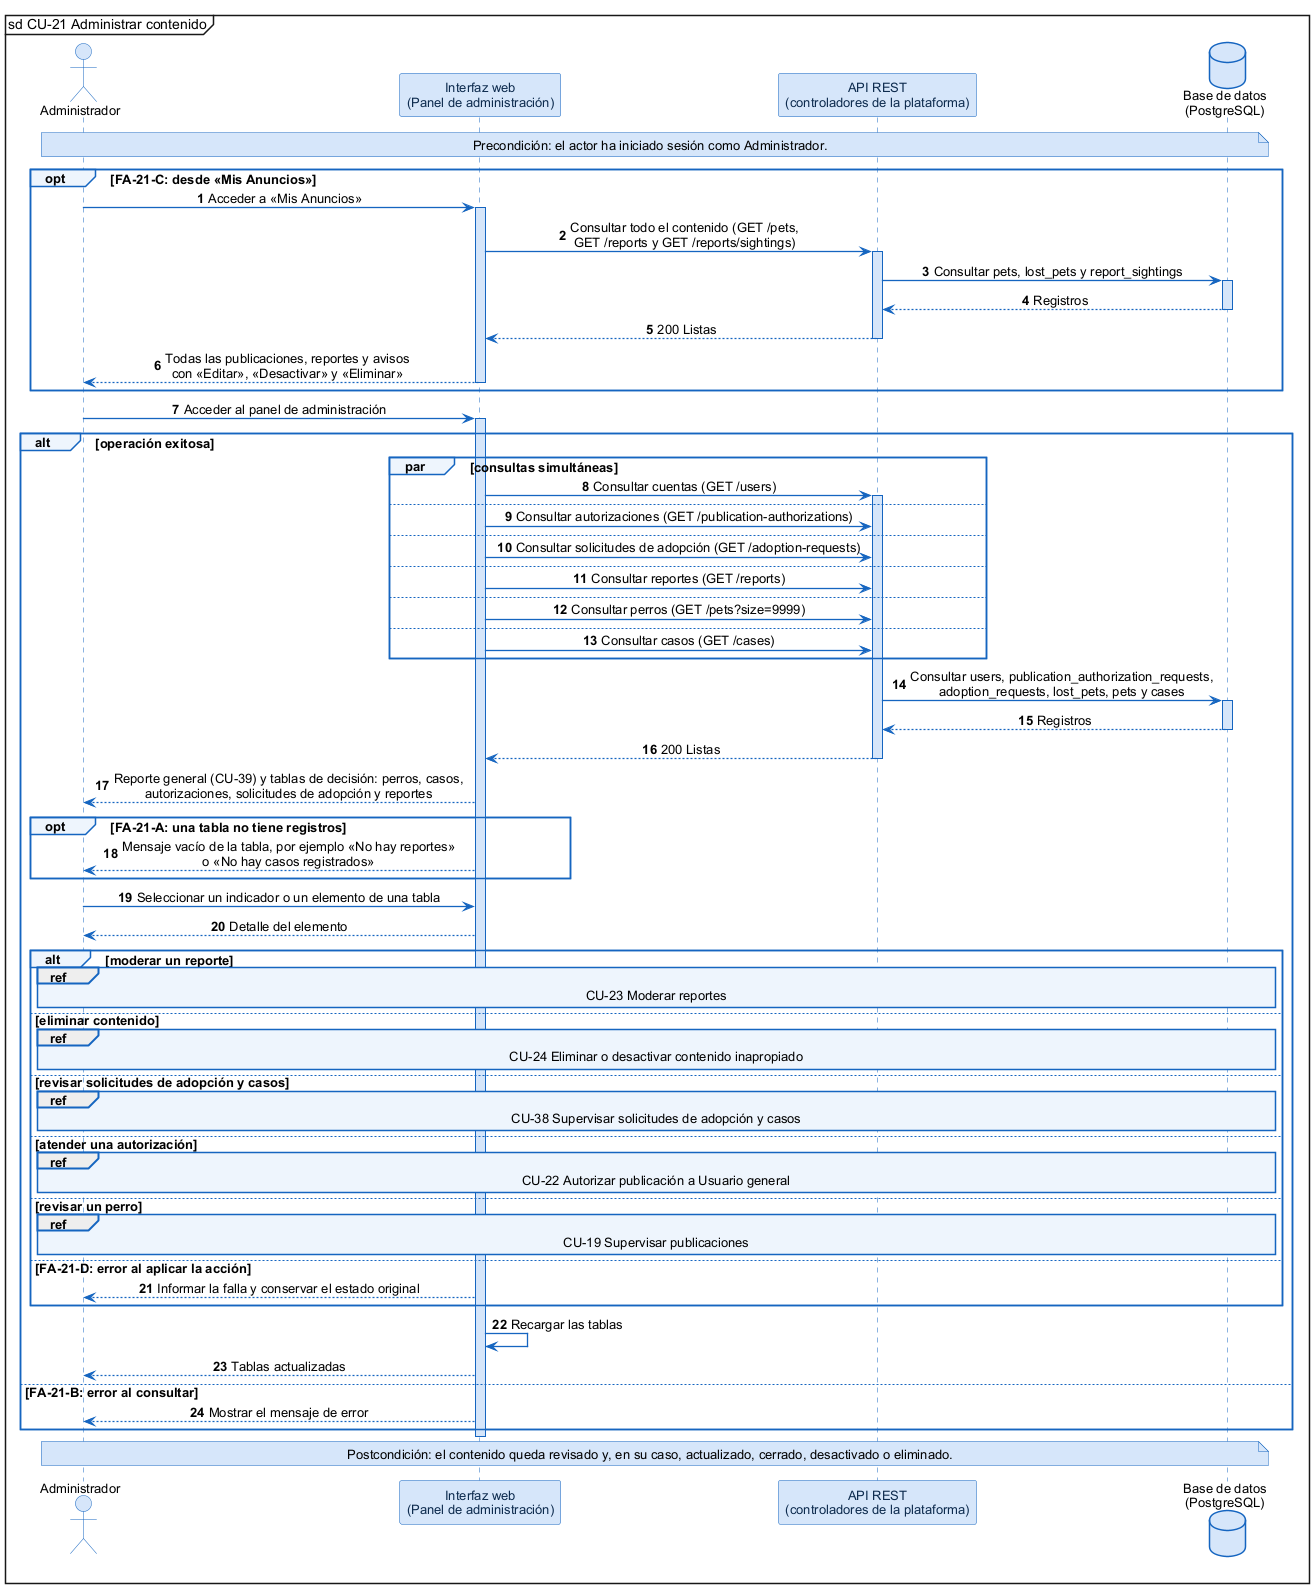 sd CU-21 Administrar contenido
Administrador
Interfaz web
(Panel de administración)
API REST
(controladores de la plataforma)
Base de datos
(PostgreSQL)
Precondición: el actor ha iniciado sesión como Administrador.
opt [FA-21-C: desde «Mis Anuncios»]
1 Acceder a «Mis Anuncios»
2 Consultar todo el contenido (GET /pets,
GET /reports y GET /reports/sightings)
3 Consultar pets, lost_pets y report_sightings
4 Registros
5 200 Listas
6 Todas las publicaciones, reportes y avisos
con «Editar», «Desactivar» y «Eliminar»
7 Acceder al panel de administración
alt [operación exitosa]
par [consultas simultáneas]
8 Consultar cuentas (GET /users)
9 Consultar autorizaciones (GET /publication-authorizations)
10 Consultar solicitudes de adopción (GET /adoption-requests)
11 Consultar reportes (GET /reports)
12 Consultar perros (GET /pets?size=9999)
13 Consultar casos (GET /cases)
14 Consultar users, publication_authorization_requests,
adoption_requests, lost_pets, pets y cases
15 Registros
16 200 Listas
17 Reporte general (CU-39) y tablas de decisión: perros, casos,
autorizaciones, solicitudes de adopción y reportes
opt [FA-21-A: una tabla no tiene registros]
18 Mensaje vacío de la tabla, por ejemplo «No hay reportes»
o «No hay casos registrados»
19 Seleccionar un indicador o un elemento de una tabla
20 Detalle del elemento
alt [moderar un reporte]
ref
CU-23 Moderar reportes
[eliminar contenido]
ref
CU-24 Eliminar o desactivar contenido inapropiado
[revisar solicitudes de adopción y casos]
ref
CU-38 Supervisar solicitudes de adopción y casos
[atender una autorización]
ref
CU-22 Autorizar publicación a Usuario general
[revisar un perro]
ref
CU-19 Supervisar publicaciones
[FA-21-D: error al aplicar la acción]
21 Informar la falla y conservar el estado original
22 Recargar las tablas
23 Tablas actualizadas
[FA-21-B: error al consultar]
24 Mostrar el mensaje de error
Postcondición: el contenido queda revisado y, en su caso, actualizado, cerrado, desactivado o eliminado.
Administrador
Interfaz web
(Panel de administración)
API REST
(controladores de la plataforma)
Base de datos
(PostgreSQL)